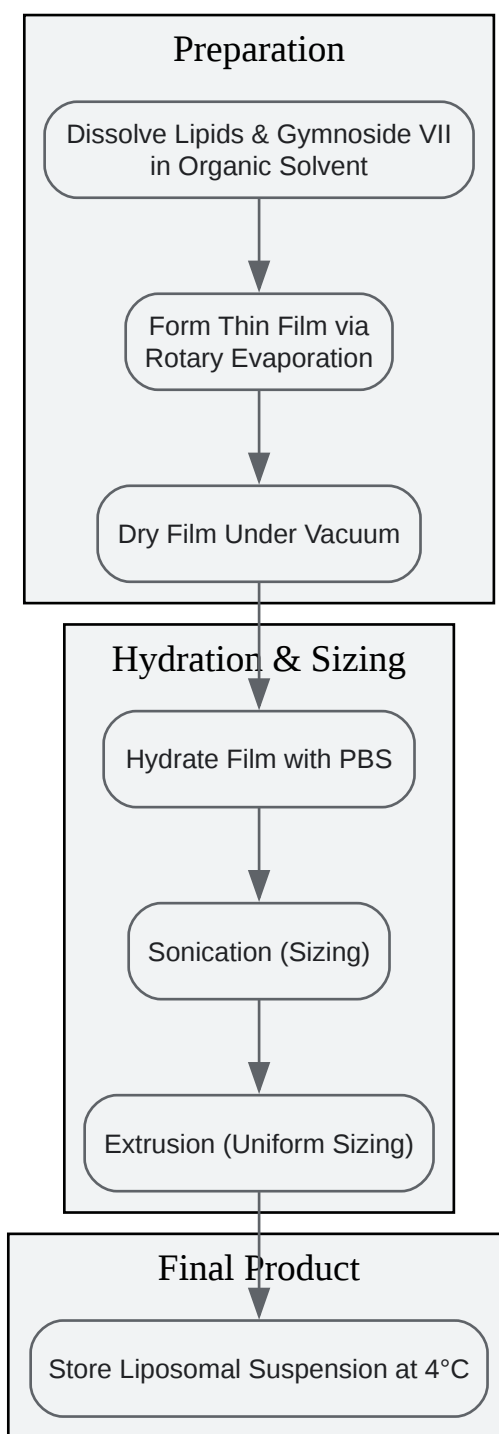 Preparation
Dissolve Lipids & Gymnoside VII
in Organic Solvent
Form Thin Film via
Rotary Evaporation
Dry Film Under Vacuum
Hydration & Sizing
Hydrate Film with PBS
Sonication (Sizing)
Extrusion (Uniform Sizing)
Final Product
Store Liposomal Suspension at 4°C